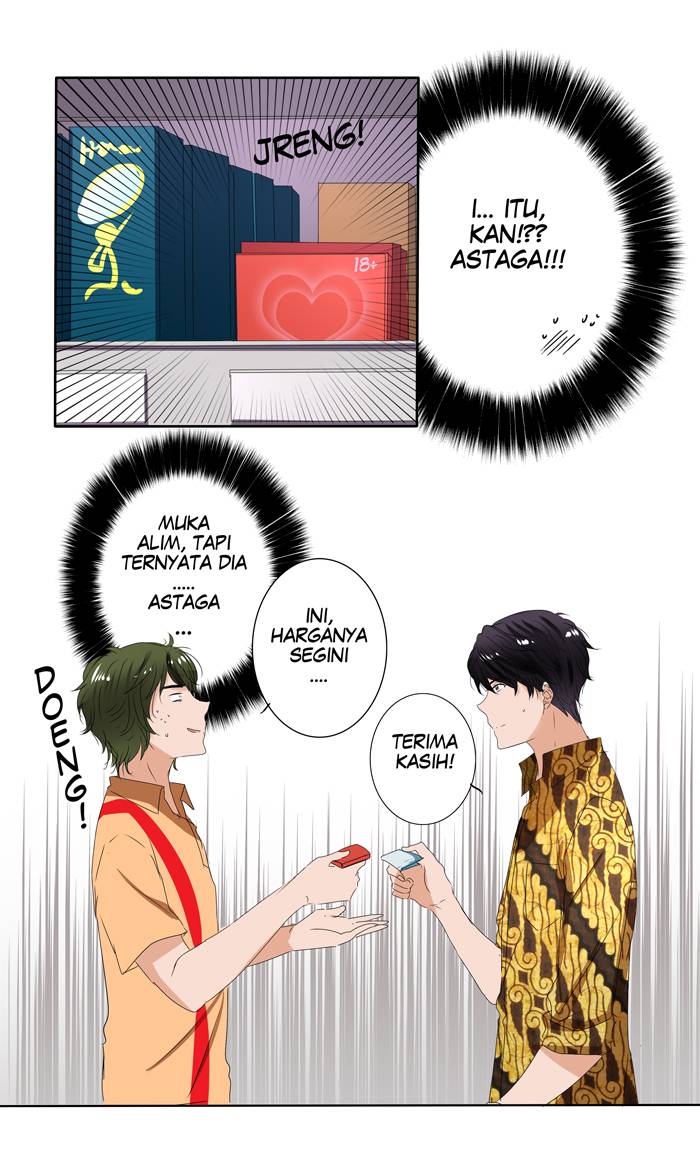 JRENG!
18+
I... ITU,
KAN!??
ASTAGA!!!
MUKA
ALIM, TAPI
TERNYATA DIA
.....
ASTAGA
...
INI,
HARGANYA
SEGINI
....
DOENG!
TERIMA
KASIH!